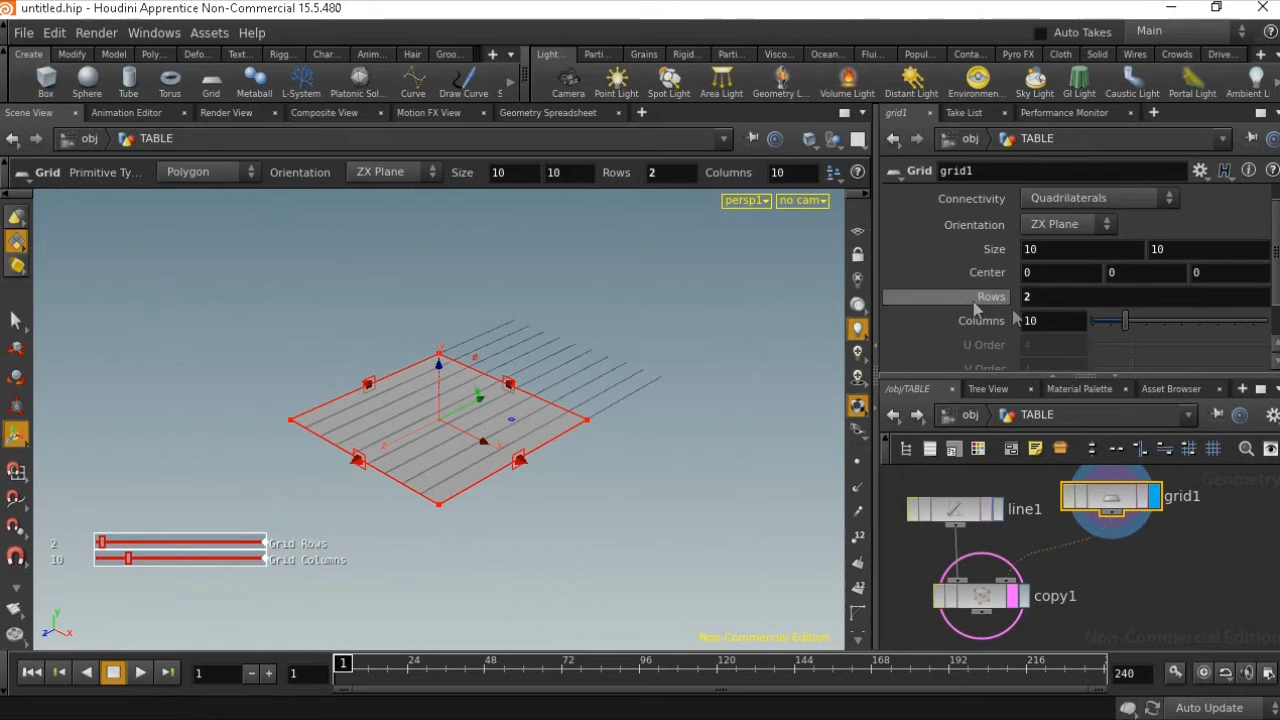 untitled.hip - Houdini Apprentice Non-Commercial 15.5.480
File Edit Render Windows Assets Help
Auto Takes Main
Create Modify Model Poly... Defo... Text... Rigg... Char... Anim... Hair Groo...
Light... Parti... Grains Rigid... Parti... Visco... Ocean... Flui... Popul... Conta... Pyro FX Cloth Solid Wires Crowds Drive...
Box Sphere Tube Torus Grid Metaball L-System Platonic Sol... Curve Draw Curve S
Camera Point Light Spot Light Area Light Geometry L... Volume Light Distant Light Environmen... Sky Light GI Light Caustic Light Portal Light Ambient L
Scene View Animation Editor Render View Composite View Motion FX View Geometry Spreadsheet
grid1 Take List Performance Monitor
obj TABLE
obj TABLE
Grid Primitive Ty... Polygon Orientation ZX Plane Size 10 10 Rows 2 Columns 10
Grid grid1
persp1 no cam
Connectivity Quadrilaterals
Orientation ZX Plane
Size 10 10
Center 0 0 0
Rows 2
Columns 10
U Order 4
/obj/TABLE Tree View Material Palette Asset Browser
obj TABLE
Geometry
line1 grid1
copy1
Non-Commercial Edition
2 Grid Rows
10 Grid Columns
y
z x
Non-Commercial Edition
12
12
1 1 1 24 48 72 96 120 144 168 192 216 240
Auto Update